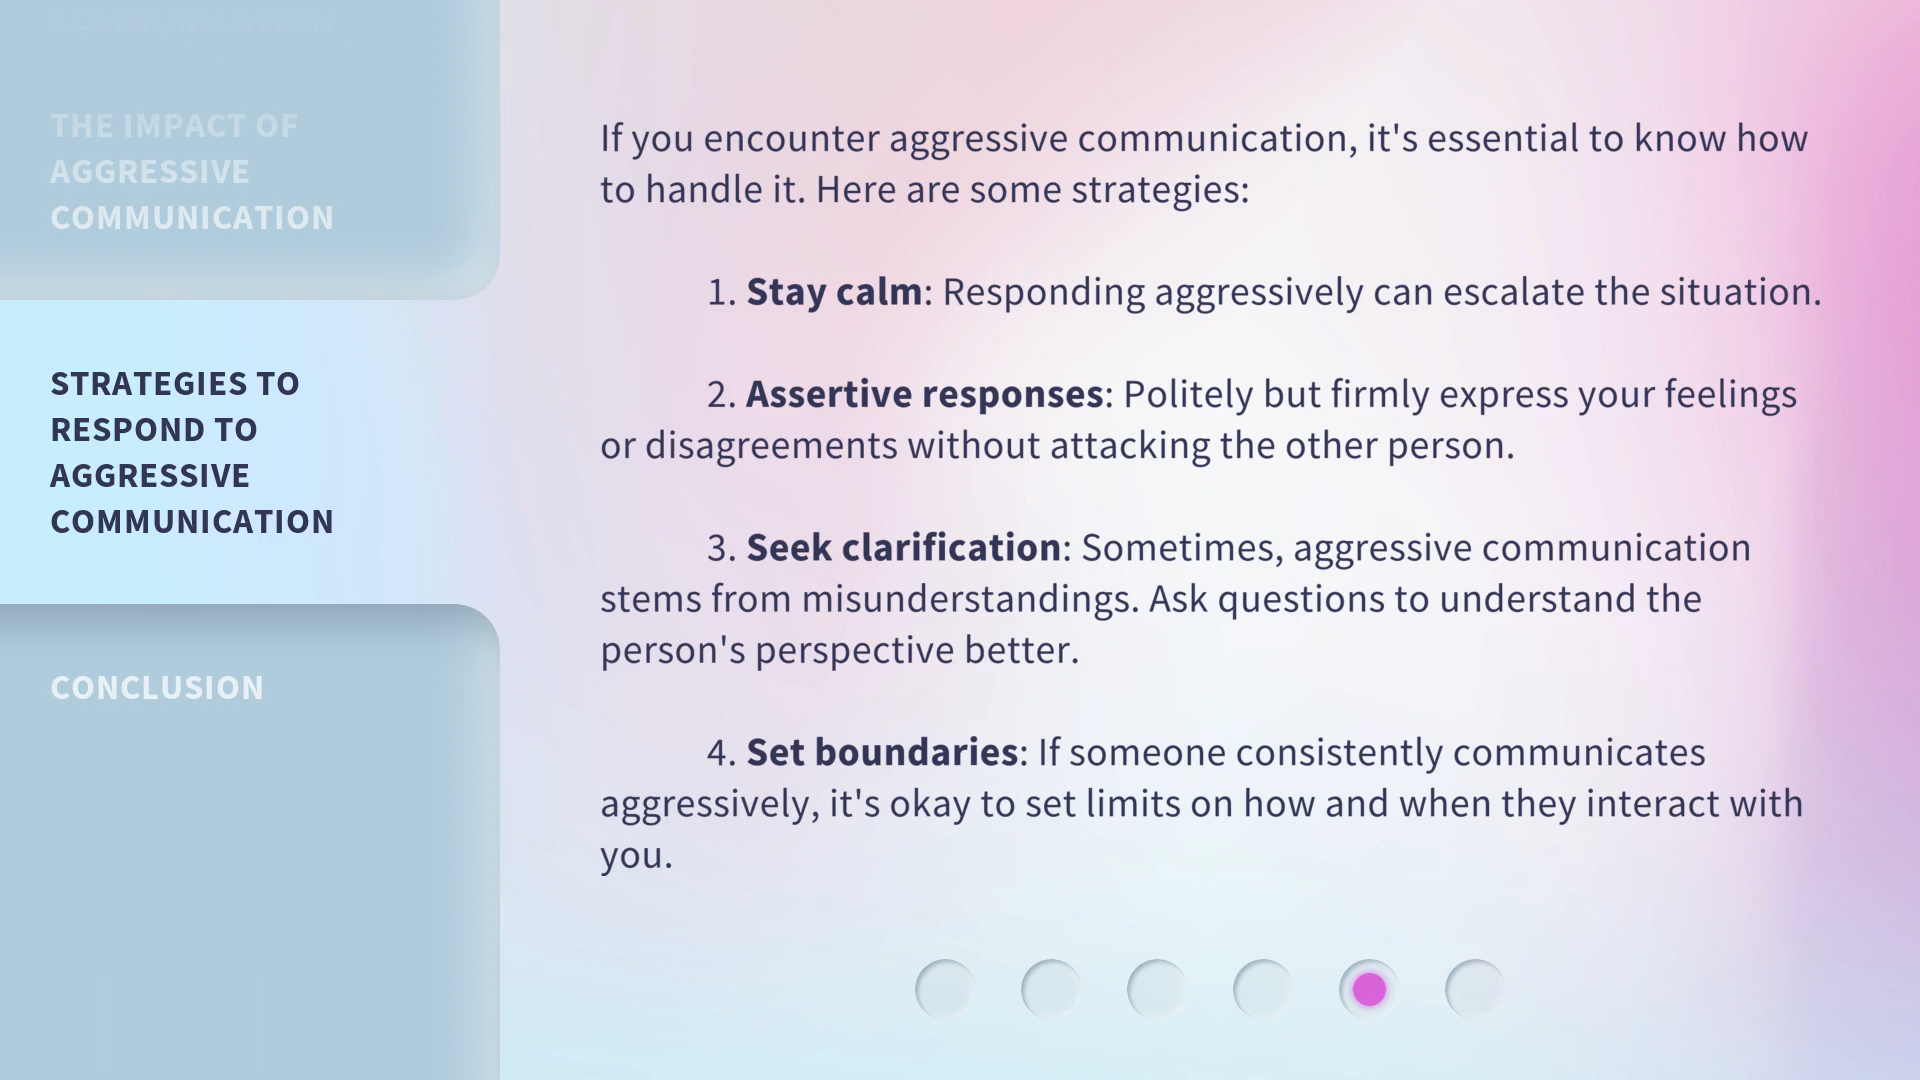 COMMUNICATION
THE IMPACT OF
AGGRESSIVE
COMMUNICATION
STRATEGIES TO
RESPOND TO
AGGRESSIVE
COMMUNICATION
CONCLUSION
If you encounter aggressive communication, it's essential to know how
to handle it. Here are some strategies:
1. Stay calm: Responding aggressively can escalate the situation.
2. Assertive responses: Politely but firmly express your feelings
or disagreements without attacking the other person.
3. Seek clarification: Sometimes, aggressive communication
stems from misunderstandings. Ask questions to understand the
person's perspective better.
4. Set boundaries: If someone consistently communicates
aggressively, it's okay to set limits on how and when they interact with
you.